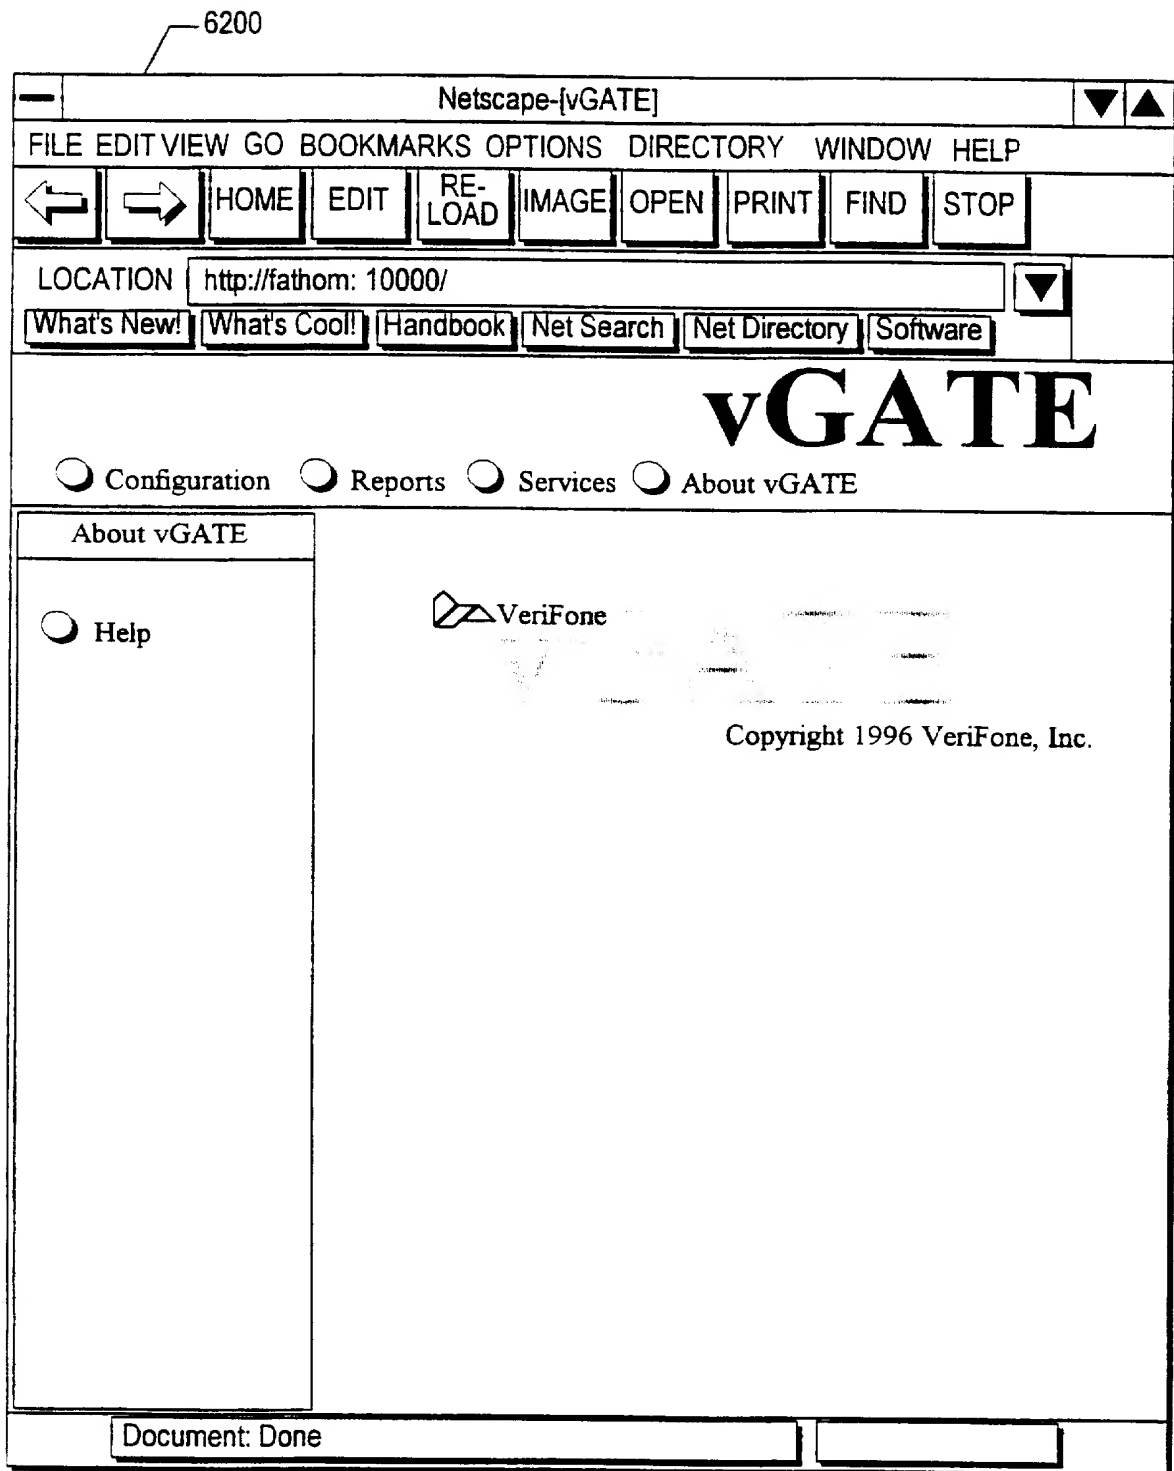 6200
Netscape-[vGATE]
FILE EDIT VIEW GO BOOKMARKS OPTIONS DIRECTORY WINDOW HELP
HOME EDIT RE-LOAD IMAGE OPEN PRINT FIND STOP
LOCATION http://fathom: 10000/
What's New! What's Cool! Handbook Net Search Net Directory Software
vGATE
Configuration Reports Services About vGATE
About vGATE
Help
VeriFone
vGATE
Copyright 1996 VeriFone, Inc.
Document: Done